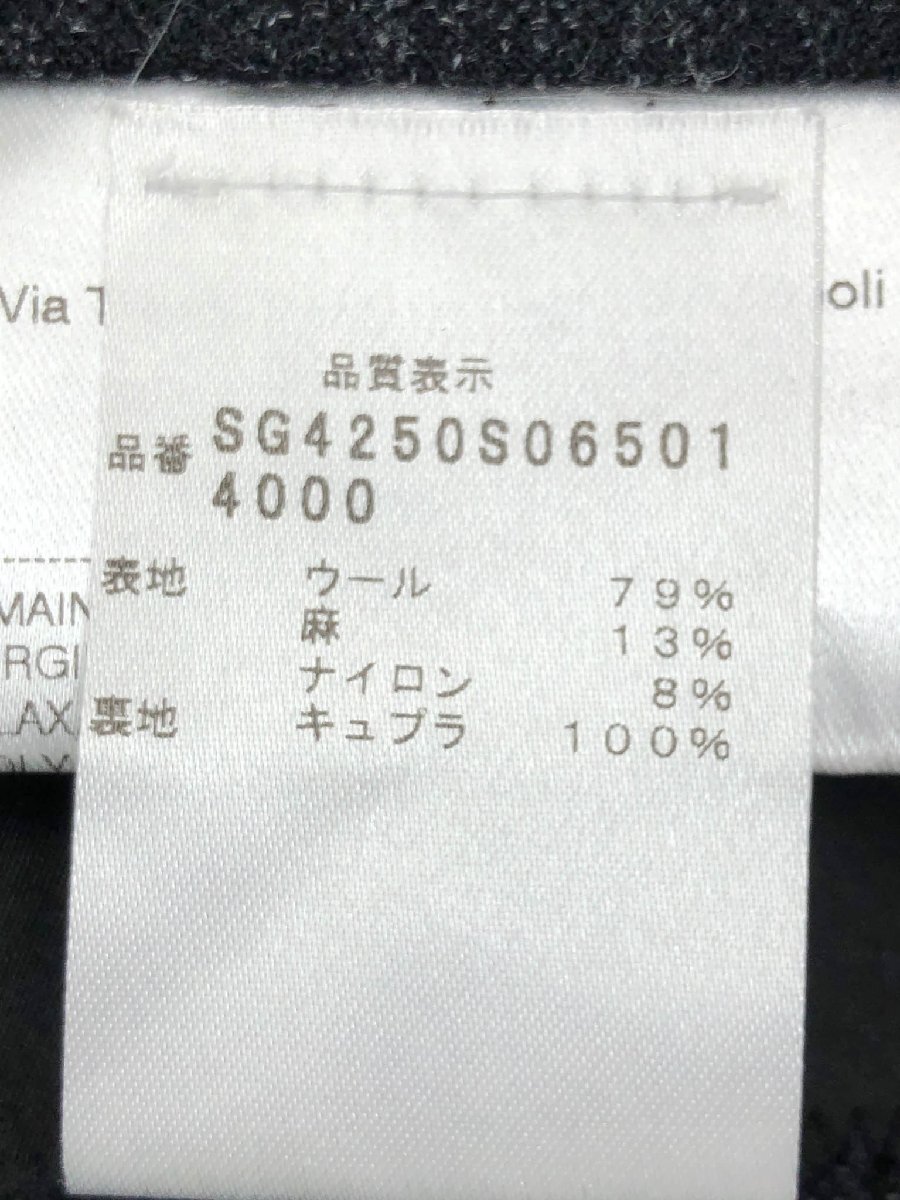 Via T
oli
品質表示
品番 SG4250S06501
4000
表地 ウール 79%
麻 13%
ナイロン 8%
裏地 キュプラ 100%
MAIN
RGI
LAX